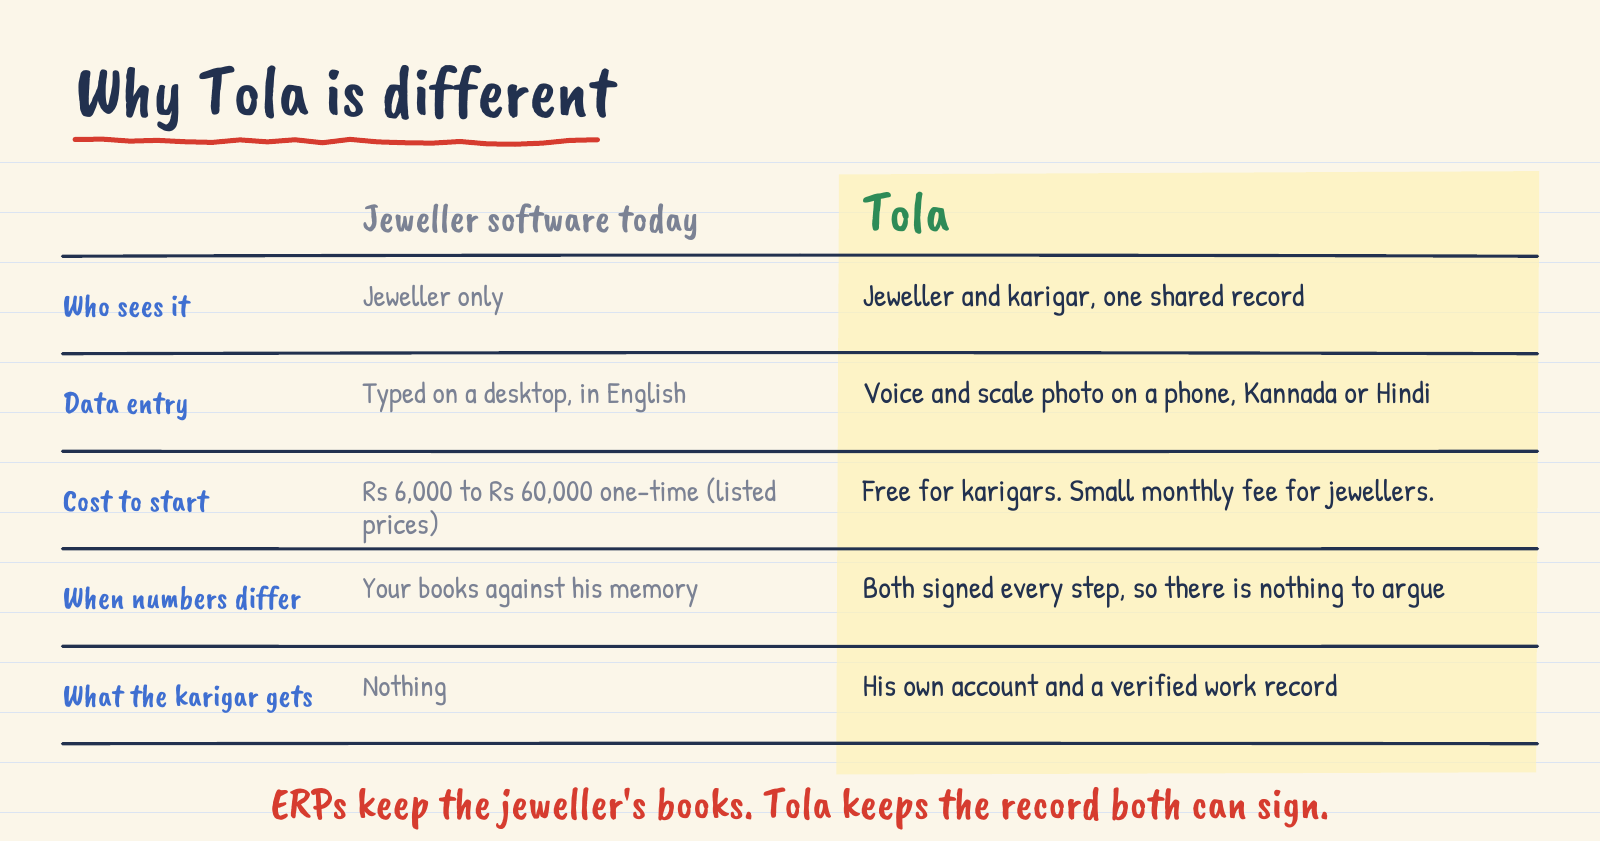 Why Tola is different
Jeweller software today
Tola
Who sees it
Jeweller only
Jeweller and karigar, one shared record
Data entry
Typed on a desktop, in English
Voice and scale photo on a phone, Kannada or Hindi
Cost to start
Rs 6,000 to Rs 60,000 one-time (listed
prices)
Free for karigars. Small monthly fee for jewellers.
When numbers differ
Your books against his memory
Both signed every step, so there is nothing to argue
What the karigar gets
Nothing
His own account and a verified work record
ERPs keep the jeweller's books. Tola keeps the record both can sign.